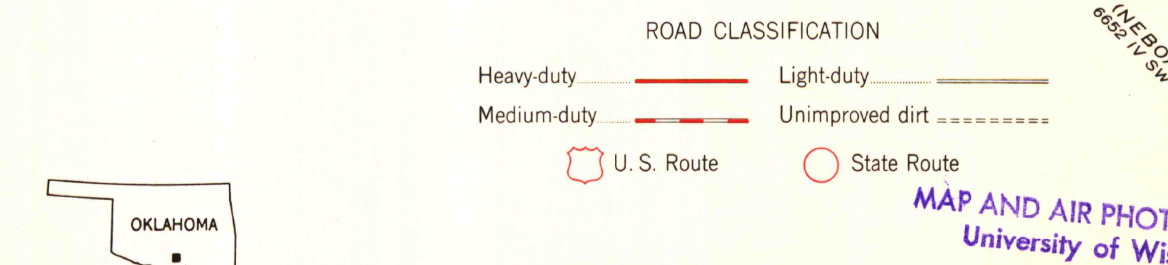 ROAD CLASSIFICATION
Heavy-duty Light-duty
Medium-duty Unimproved dirt
U. S. Route State Route
(NEBO)
6652 IV SW
OKLAHOMA
MAP AND AIR PHOT
University of Wis